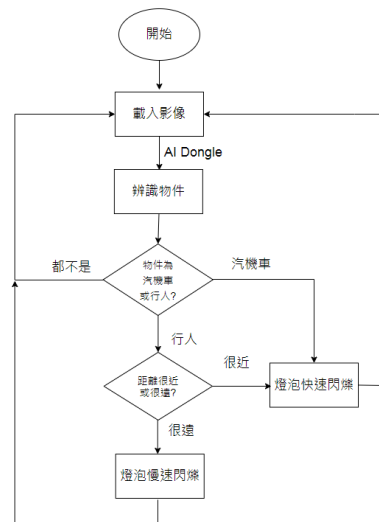 開始
載入影像
AI Dongle
辨識物件
都不是
物件為
汽機車
或行人?
汽機車
行人
距離很近
或很遠?
很近
燈泡快速閃爍
很遠
燈泡慢速閃爍